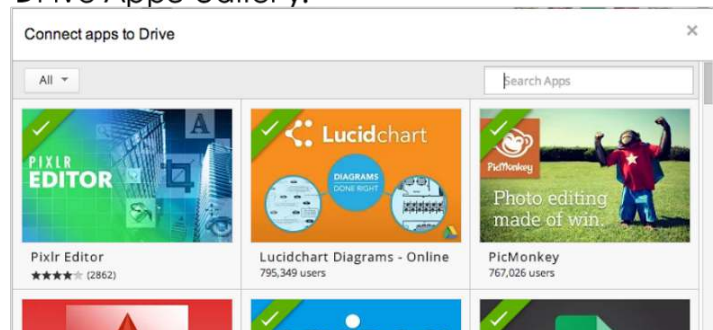 Drive Apps Gallery.
Connect apps to Drive
×
All
Search Apps
PIXLR
EDITOR
A
Lucidchart
DIAGRAMS
DONE RIGHT
PicMonkey
Photo editing
made of win.
Pixlr Editor
★★★★☆ (2862)
Lucidchart Diagrams - Online
795,349 users
PicMonkey
767,026 users